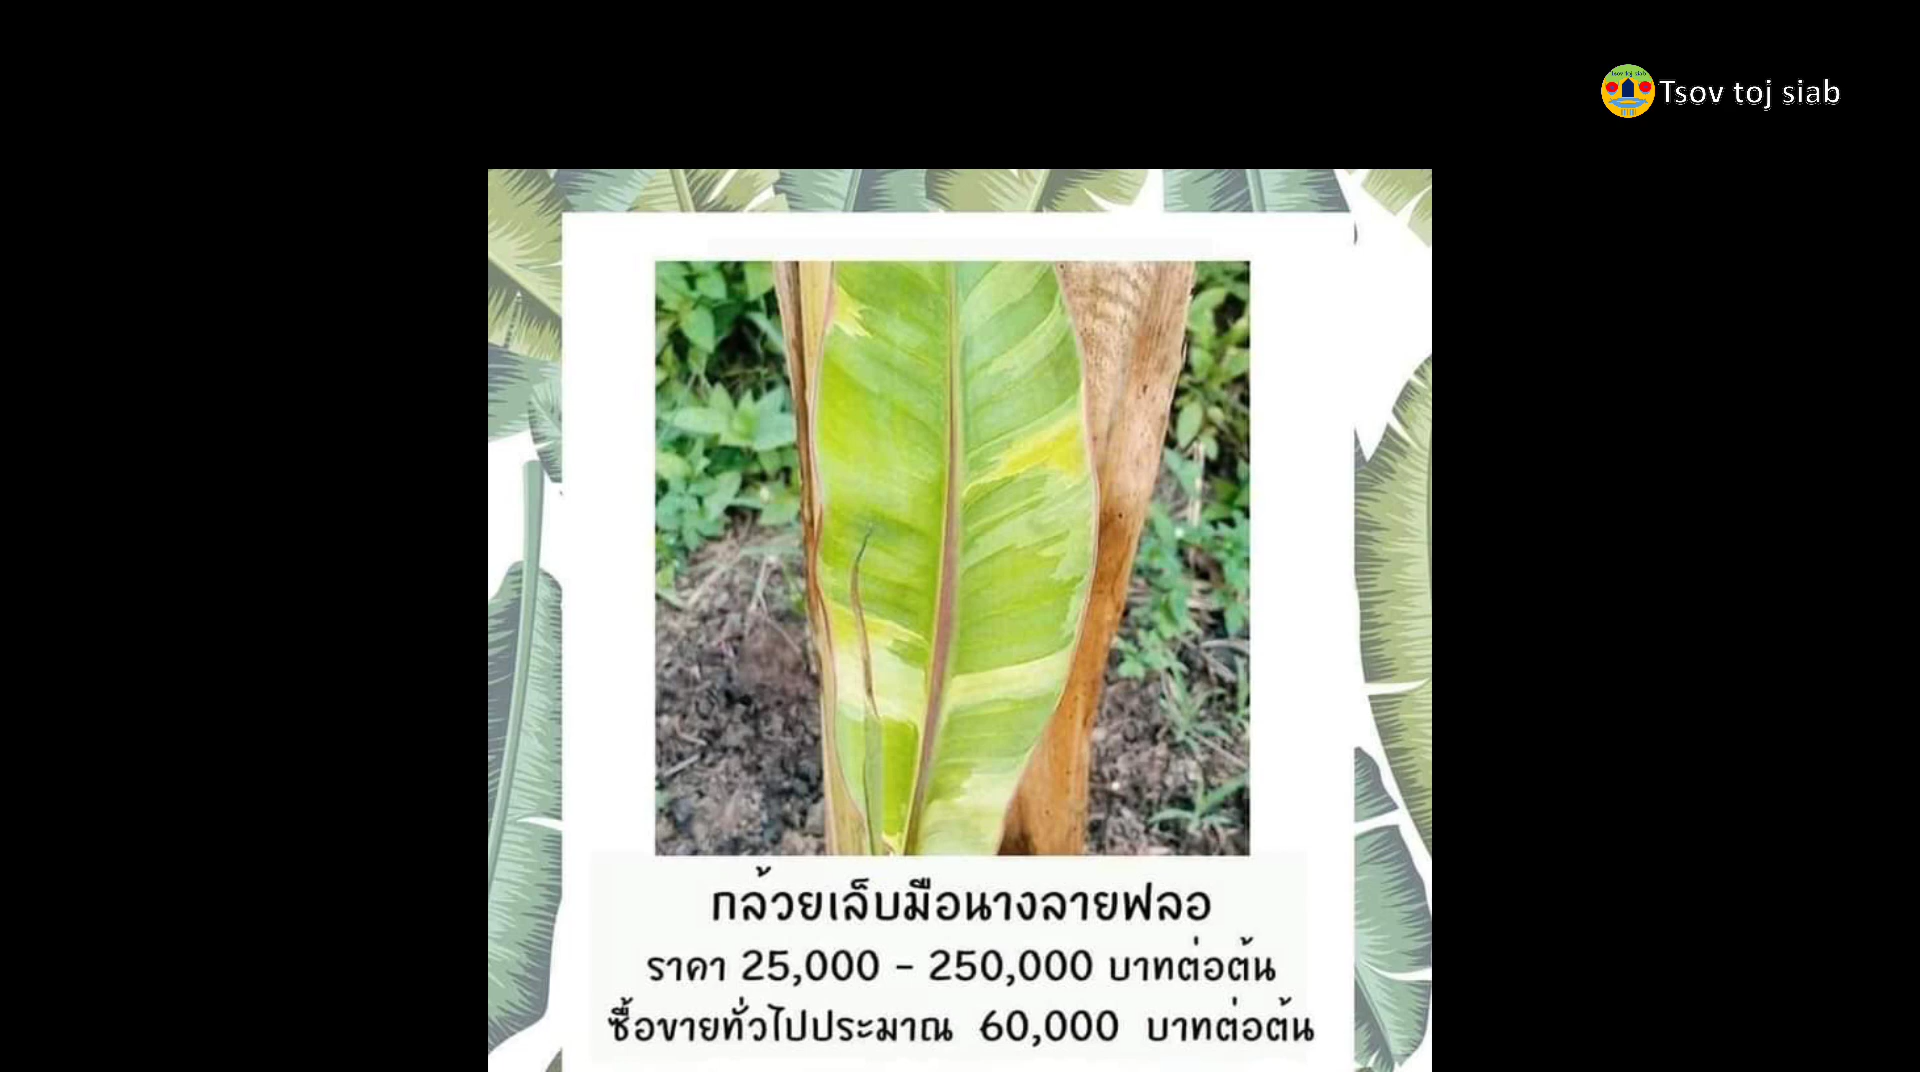 Tsov toj siab
Tsov toj siab
กล้วยเล็บมือนางลายฟลอ
ราคา 25,000 - 250,000 บาทต่อต้น
ซื้อขายทั่วไปประมาณ 60,000 บาทต่อต้น